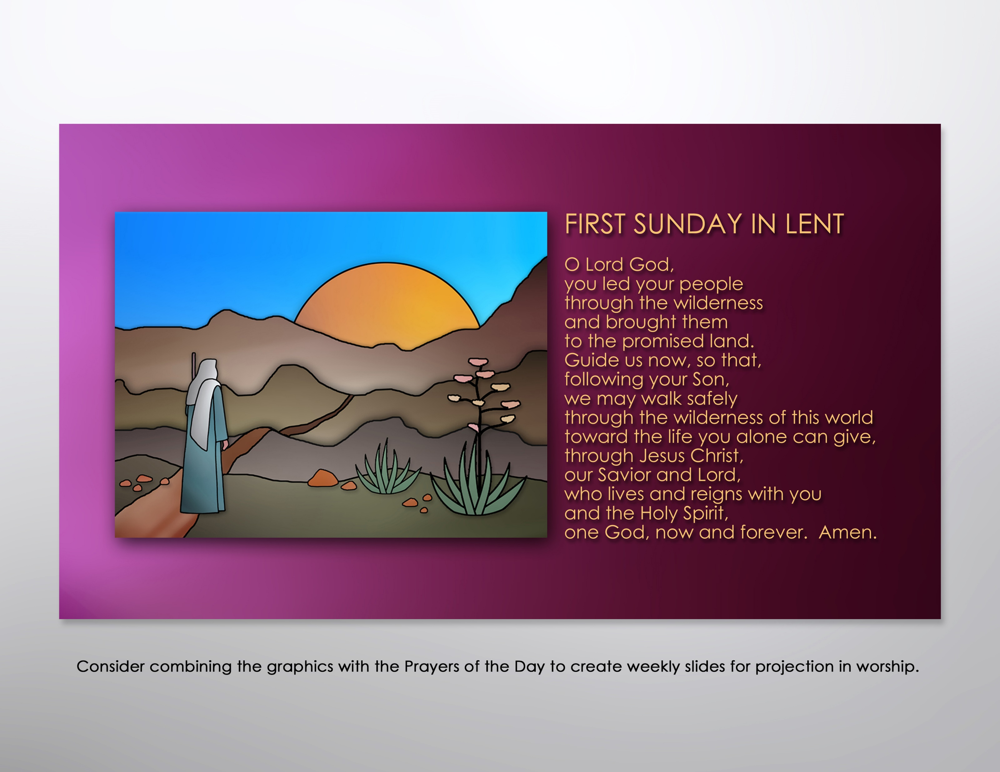 FIRST SUNDAY IN LENT
O Lord God,
you led your people
through the wilderness
and brought them
to the promised land.
Guide us now, so that,
following your Son,
we may walk safely
through the wilderness of this world
toward the life you alone can give,
through Jesus Christ,
our Savior and Lord,
who lives and reigns with you
and the Holy Spirit,
one God, now and forever.  Amen.
Consider combining the graphics with the Prayers of the Day to create weekly slides for projection in worship.